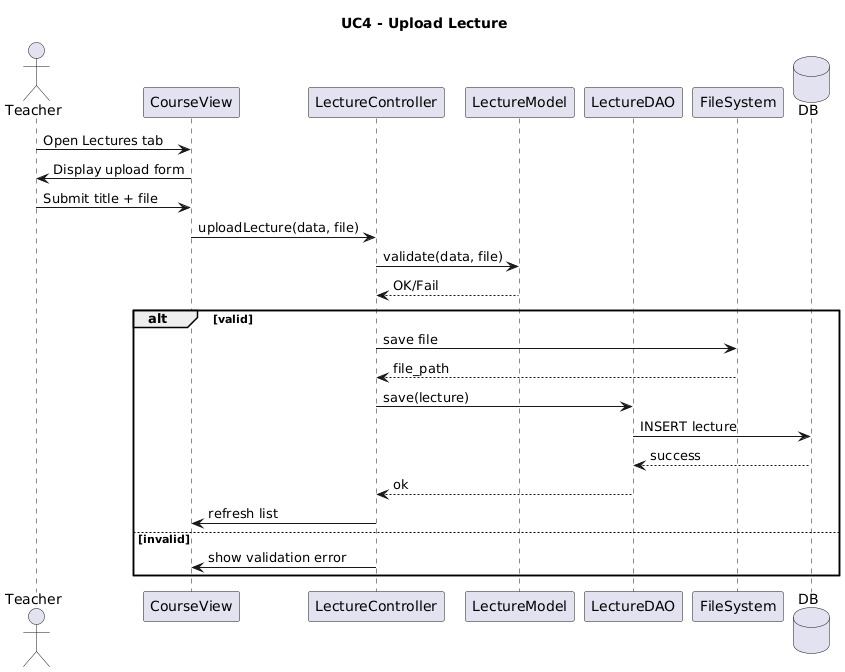 UC4 - Upload Lecture
Teacher
CourseView
LectureController
LectureModel
LectureDAO
FileSystem
DB
Open Lectures tab
Display upload form
Submit title + file
uploadLecture(data, file)
validate(data, file)
OK/Fail
alt
[valid]
save file
file_path
save(lecture)
INSERT lecture
success
ok
refresh list
[invalid]
show validation error
Teacher
CourseView
LectureController
LectureModel
LectureDAO
FileSystem
DB